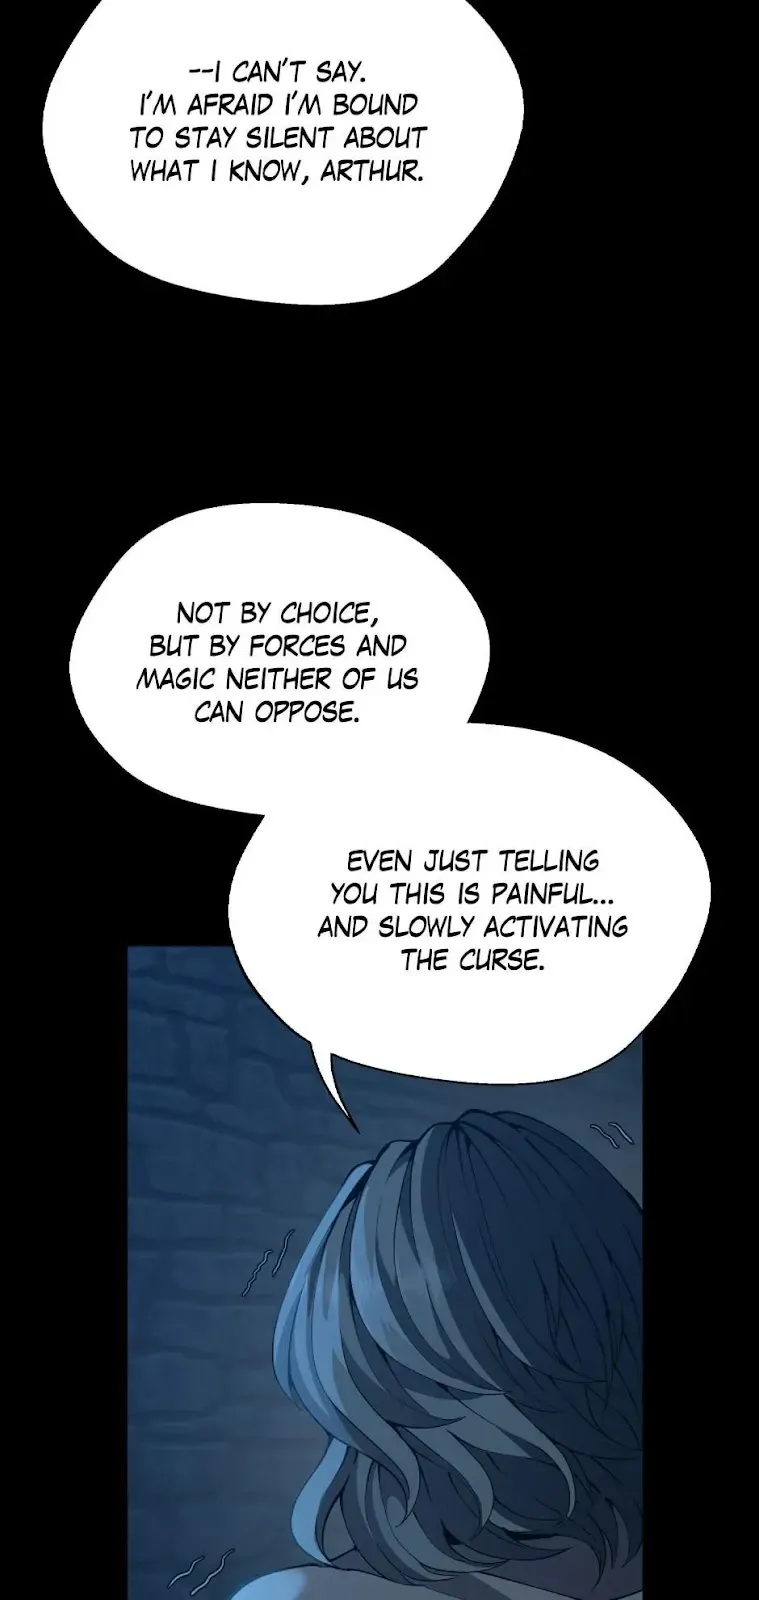 --I CAN'T SAY.
I'M AFRAID I'M BOUND
TO STAY SILENT ABOUT
WHAT I KNOW, ARTHUR.
NOT BY CHOICE,
BUT BY FORCES AND
MAGIC NEITHER OF US
CAN OPPOSE.
EVEN JUST TELLING
YOU THIS IS PAINFUL...
AND SLOWLY ACTIVATING
THE CURSE.